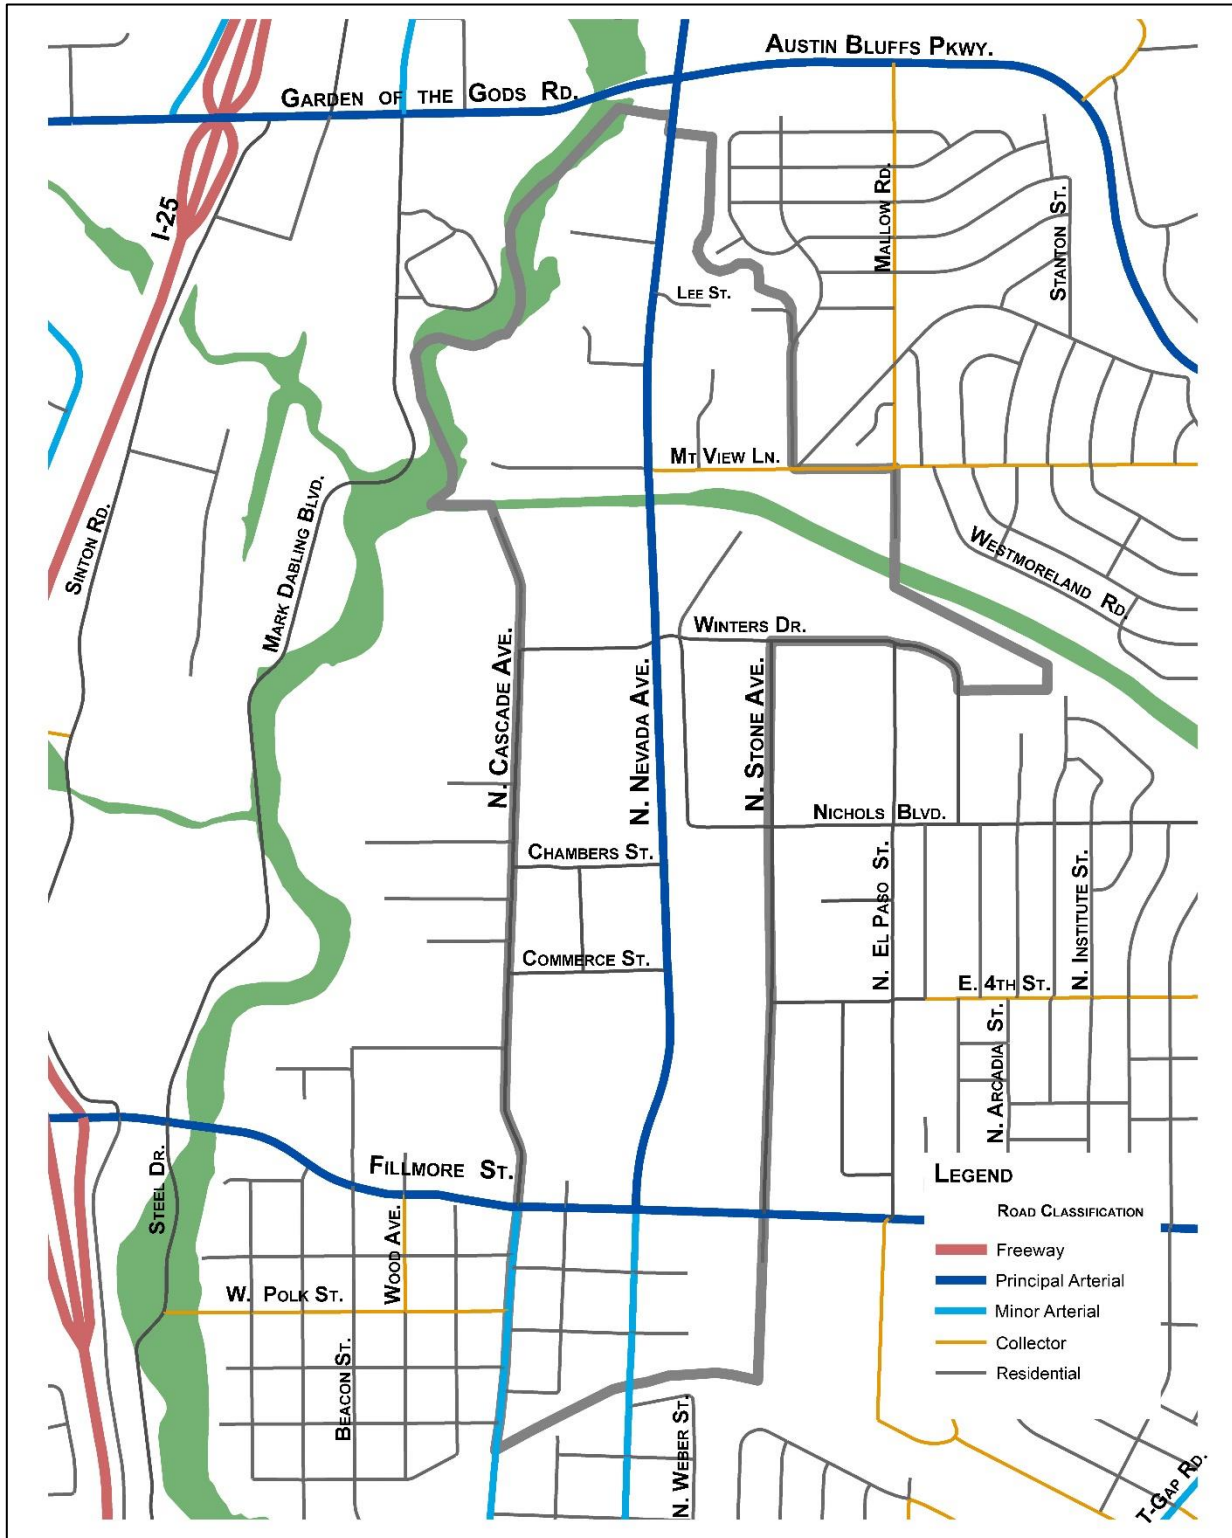 AUSTIN BLUFFS PKWY.
GARDEN OF THE GODS RD.
I-25
MALLOW RD.
STANTON ST.
LEE ST.
MT VIEW LN.
SINTON RD.
MARK DABLING BLVD.
WESTMORELAND RD.
WINTERS DR.
N. CASCADE AVE.
N. NEVADA AVE.
N. STONE AVE.
NICHOLS BLVD.
CHAMBERS ST.
N. EL PASO ST.
N. INSTITUTE ST.
COMMERCE ST.
E. 4TH ST.
N. ARCADIA ST.
STEEL DR.
FILLMORE ST.
WOOD AVE.
W. POLK ST.
BEACON ST.
N. WEBER ST.
LEGEND
ROAD CLASSIFICATION
Freeway
Principal Arterial
Minor Arterial
Collector
Residential
T-GAP RD.